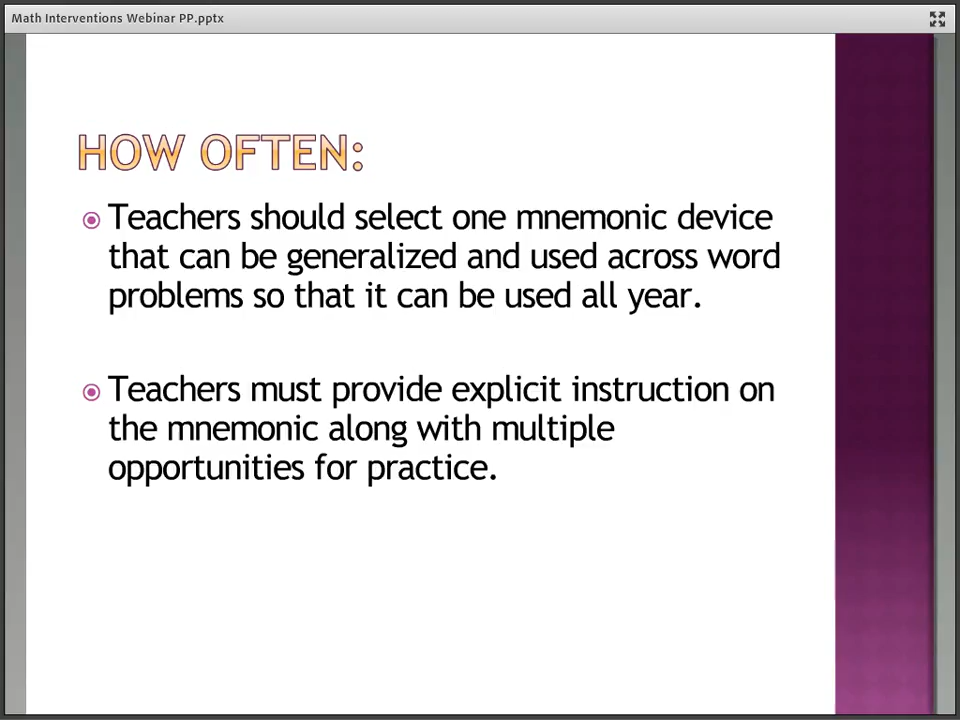 Math Interventions Webinar PP.pptx
HOW OFTEN:
Teachers should select one mnemonic device
that can be generalized and used across word
problems so that it can be used all year.
Teachers must provide explicit instruction on
the mnemonic along with multiple
opportunities for practice.